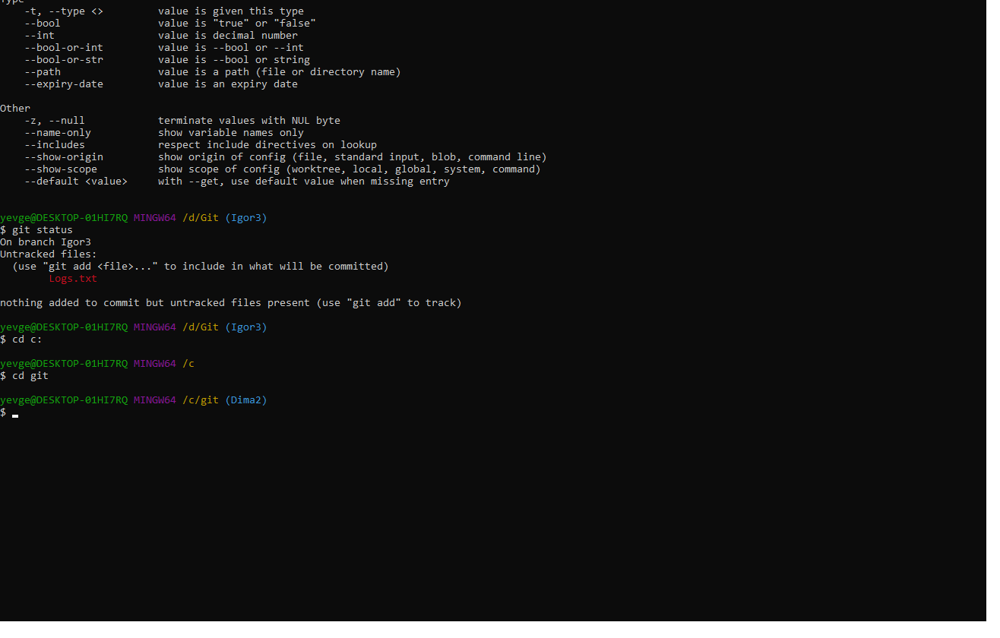 Type
    -t, --type <>         value is given this type
    --bool                value is "true" or "false"
    --int                 value is decimal number
    --bool-or-int         value is --bool or --int
    --bool-or-str         value is --bool or string
    --path                value is a path (file or directory name)
    --expiry-date         value is an expiry date

Other
    -z, --null            terminate values with NUL byte
    --name-only           show variable names only
    --includes            respect include directives on lookup
    --show-origin         show origin of config (file, standard input, blob, command line)
    --show-scope          show scope of config (worktree, local, global, system, command)
    --default <value>     with --get, use default value when missing entry

yevge@DESKTOP-01HI7RQ MINGW64 /d/Git (Igor3)
$ git status
On branch Igor3
Untracked files:
  (use "git add <file>..." to include in what will be committed)
        Logs.txt

nothing added to commit but untracked files present (use "git add" to track)

yevge@DESKTOP-01HI7RQ MINGW64 /d/Git (Igor3)
$ cd c:

yevge@DESKTOP-01HI7RQ MINGW64 /c
$ cd git

yevge@DESKTOP-01HI7RQ MINGW64 /c/git (Dima2)
$